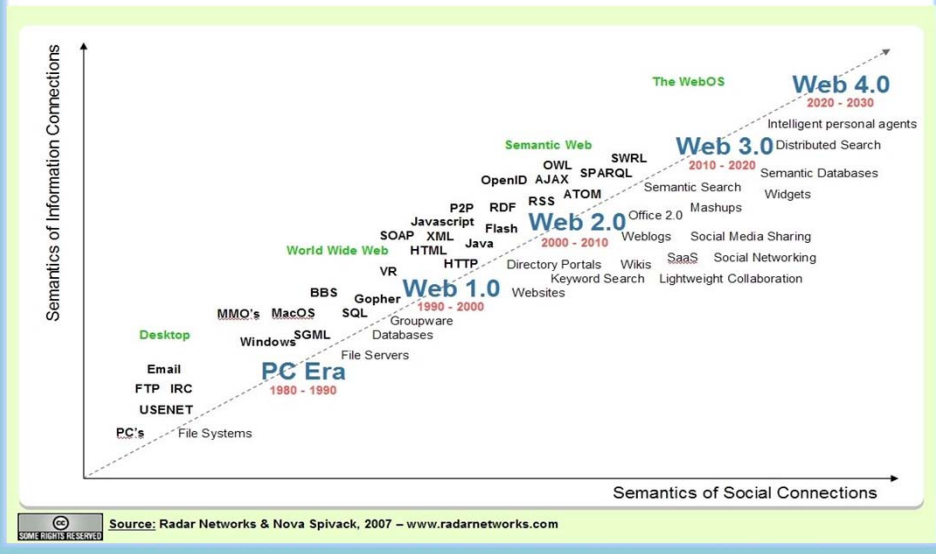 Semantics of Information Connections
The WebOS
Web 4.0
2020 - 2030
Intelligent personal agents
Semantic Web
Web 3.0
Distributed Search
2010 - 2020
SWRL
OWL
SPARQL
Semantic Databases
OpenID
AJAX
Semantic Search
Widgets
ATOM
RSS
P2P
RDF
Mashups
Office 2.0
Javascript
Flash
Web 2.0
2000 - 2010
SOAP
XML
Java
Weblogs
Social Media Sharing
World Wide Web
HTML
HTTP
Directory Portals
Wikis
SaaS
Social Networking
VR
Keyword Search
Lightweight Collaboration
Web 1.0
1990 - 2000
Websites
BBS
Gopher
MMO's
MacOS
SQL
Groupware
Desktop
Windows
SGML
Databases
File Servers
Email
PC Era
1980 - 1990
FTP
IRC
USENET
PC's
File Systems
Semantics of Social Connections
cc
SOME RIGHTS RESERVED
Source: Radar Networks & Nova Spivack, 2007 – www.radarnetworks.com